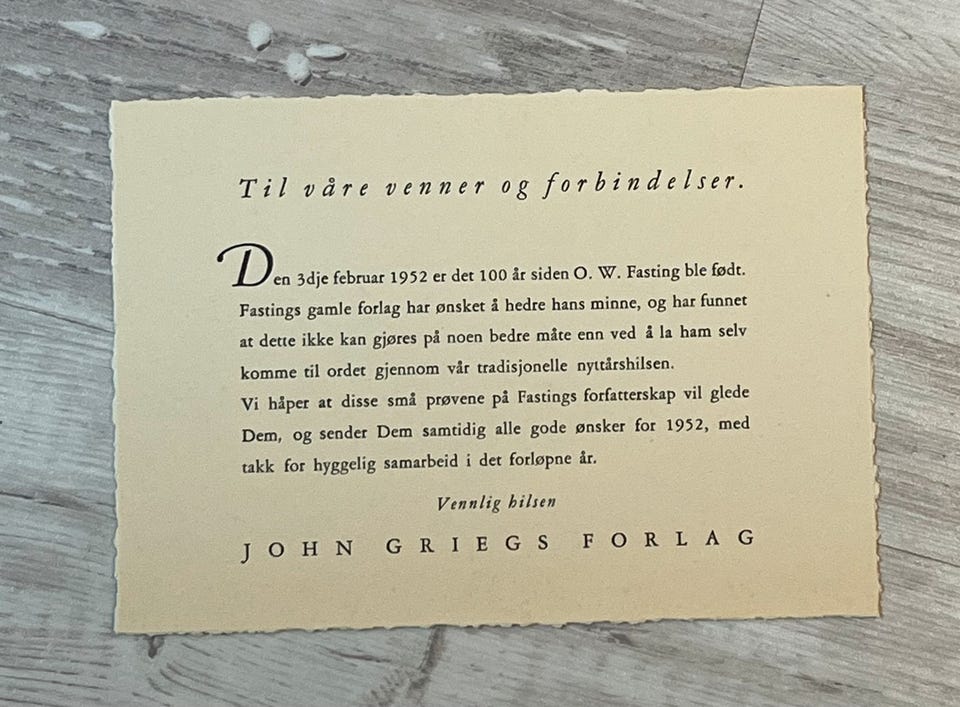 Til våre venner og forbindelser.
Den 3dje februar 1952 er det 100 år siden O. W. Fasting ble født.
Fastings gamle forlag har ønsket å hedre hans minne, og har funnet
at dette ikke kan gjøres på noen bedre måte enn ved å la ham selv
komme til ordet gjennom vår tradisjonelle nyttårshilsen.
Vi håper at disse små prøvene på Fastings forfatterskap vil glede
Dem, og sender Dem samtidig alle gode ønsker for 1952, med
takk for hyggelig samarbeid i det forløpne år.
Vennlig hilsen
JOHN GRIEGS FORLAG